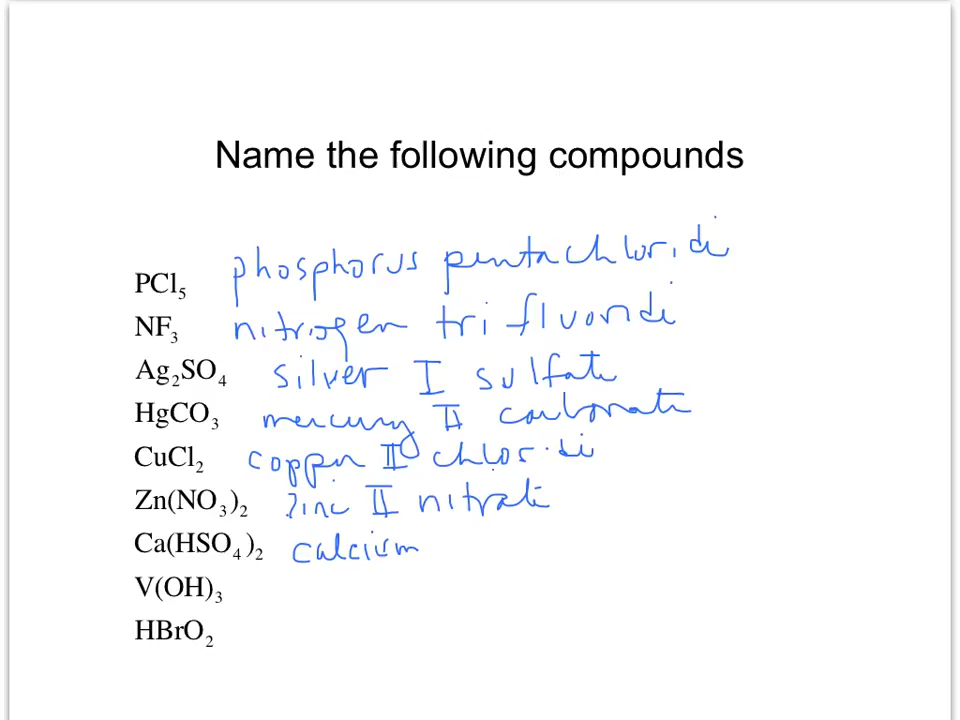 Name the following compounds
PCl₅ phosphorus pentachloride
NF₃ nitrogen trifluoride
Ag₂SO₄ silver I sulfate
HgCO₃ mercury II carbonate
CuCl₂ copper II chloride
Zn(NO₃)₂ zinc II nitrate
Ca(HSO₄)₂ calcium
V(OH)₃
HBrO₂